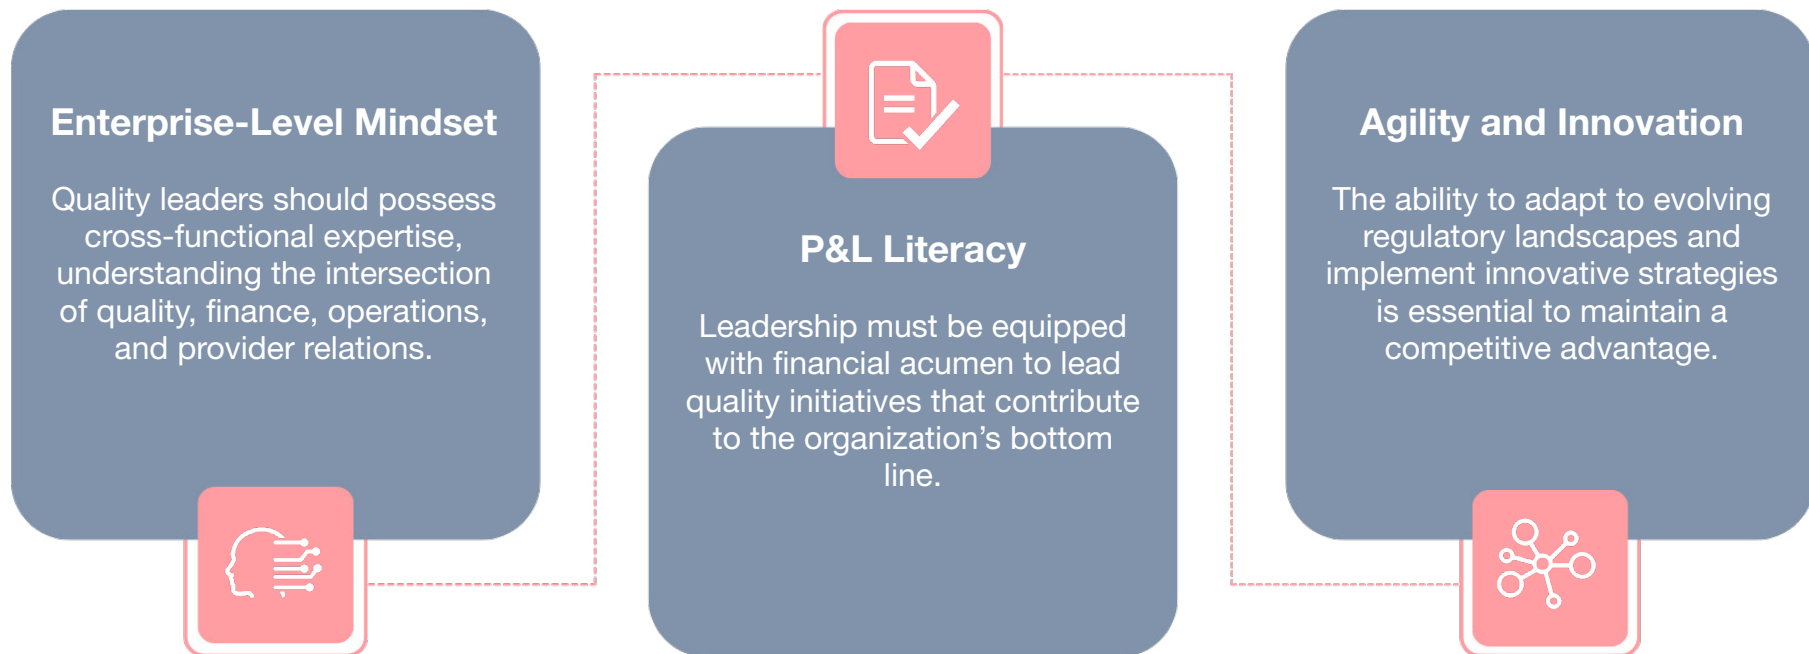 Enterprise-Level Mindset
Quality leaders should possess
cross-functional expertise,
understanding the intersection
of quality, finance, operations,
and provider relations.
P&L Literacy
Leadership must be equipped
with financial acumen to lead
quality initiatives that contribute
to the organization’s bottom
line.
Agility and Innovation
The ability to adapt to evolving
regulatory landscapes and
implement innovative strategies
is essential to maintain a
competitive advantage.